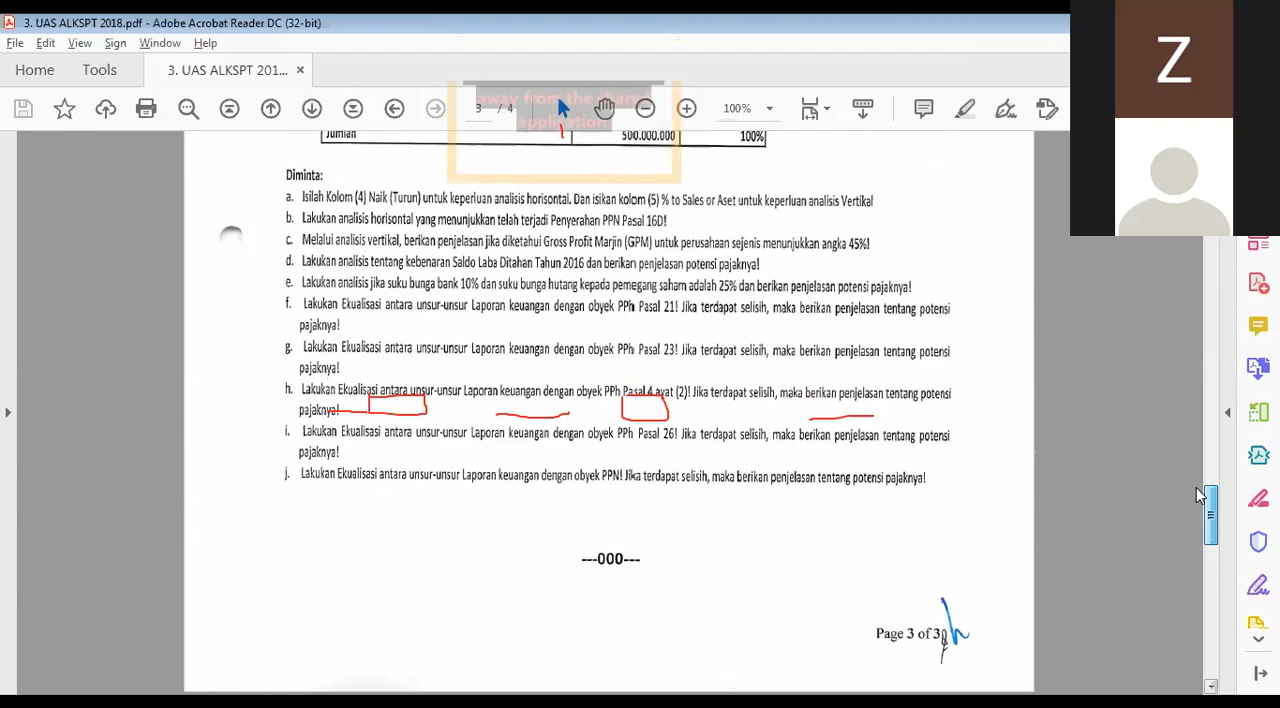 3. UAS ALKSPT 2018.pdf - Adobe Acrobat Reader DC (32-bit)
File Edit View Sign Window Help
Home Tools 3. UAS ALKSPT 201... ×
3 / 4 100%
away from the share
application
Z
Jumlah 500.000.000 100%
Diminta:
a. Isilah Kolom (4) Naik (Turun) untuk keperluan analisis horisontal. Dan isikan kolom (5) % to Sales or Aset untuk keperluan analisis Vertikal
b. Lakukan analisis horisontal yang menunjukkan telah terjadi Penyerahan PPN Pasal 16D!
c. Melalui analisis vertikal, berikan penjelasan jika diketahui Gross Profit Marjin (GPM) untuk perusahaan sejenis menunjukkan angka 45%!
d. Lakukan analisis tentang kebenaran Saldo Laba Ditahan Tahun 2016 dan berikan penjelasan potensi pajaknya!
e. Lakukan analisis jika suku bunga bank 10% dan suku bunga hutang kepada pemegang saham adalah 25% dan berikan penjelasan potensi pajaknya!
f. Lakukan Ekualisasi antara unsur-unsur Laporan keuangan dengan obyek PPh Pasal 21! Jika terdapat selisih, maka berikan penjelasan tentang potensi
pajaknya!
g. Lakukan Ekualisasi antara unsur-unsur Laporan keuangan dengan obyek PPh Pasal 23! Jika terdapat selisih, maka berikan penjelasan tentang potensi
pajaknya!
h. Lakukan Ekualisasi antara unsur-unsur Laporan keuangan dengan obyek PPh Pasal 4 ayat (2)! Jika terdapat selisih, maka berikan penjelasan tentang potensi
pajaknya!
i. Lakukan Ekualisasi antara unsur-unsur Laporan keuangan dengan obyek PPh Pasal 26! Jika terdapat selisih, maka berikan penjelasan tentang potensi
pajaknya!
j. Lakukan Ekualisasi antara unsur-unsur Laporan keuangan dengan obyek PPN! Jika terdapat selisih, maka berikan penjelasan tentang potensi pajaknya!
---000---
Page 3 of 3